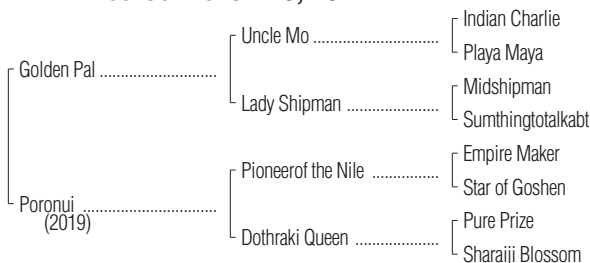 Indian Charlie
Uncle Mo ..............................
Playa Maya
Golden Pal ............................
Midshipman
Lady Shipman ......................
Sumthingtotalkabt
Empire Maker
Pioneerof the Nile ................
Star of Goshen
Poronui ................................
(2019)
Pure Prize
Dothraki Queen ....................
Sharaiji Blossom